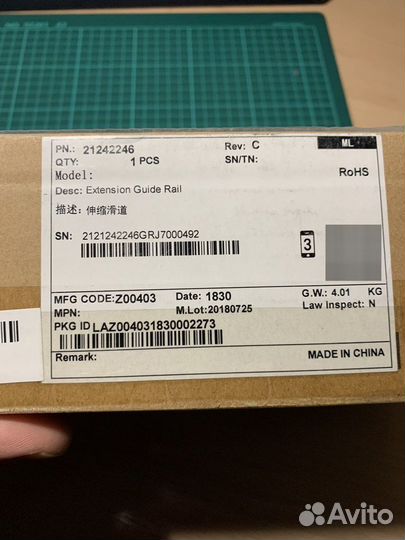 PN.: 21242246 Rev: C ML
QTY: 1 PCS SN/TN:
Model: RoHS
Desc: Extension Guide Rail
描述: 伸缩滑道
SN: 2121242246GRJ7000492
3
MFG CODE:Z00403 Date: 1830 G.W.: 4.01 KG
MPN: M.Lot:20180725 Law Inspect: N
PKG ID LAZ004031830002273
Remark: MADE IN CHINA
Avito